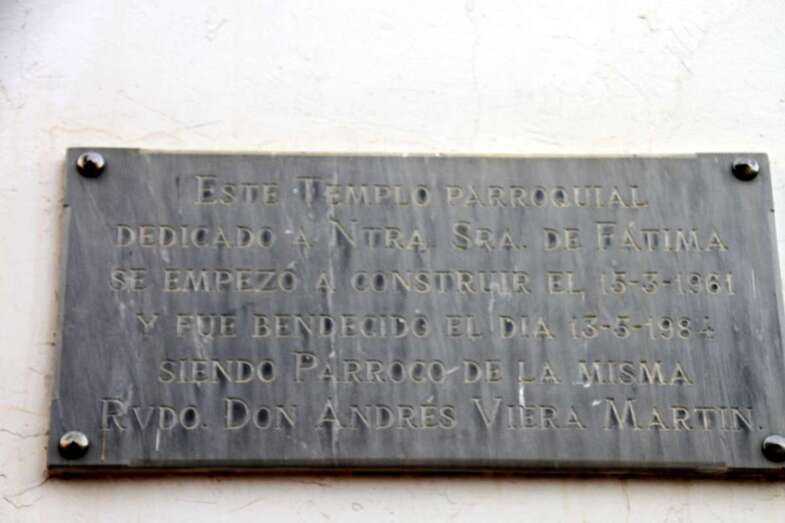 ESTE TEMPLO PARROQUIAL
DEDICADO A NTRA. SRA. DE FÁTIMA
SE EMPEZÓ A CONSTRUIR EL 15-3-1961
Y FUE BENDECIDO EL DIA 13-5-1984
SIENDO PÁRROCO DE LA MISMA
RVDO. DON ANDRÉS VIERA MARTIN.